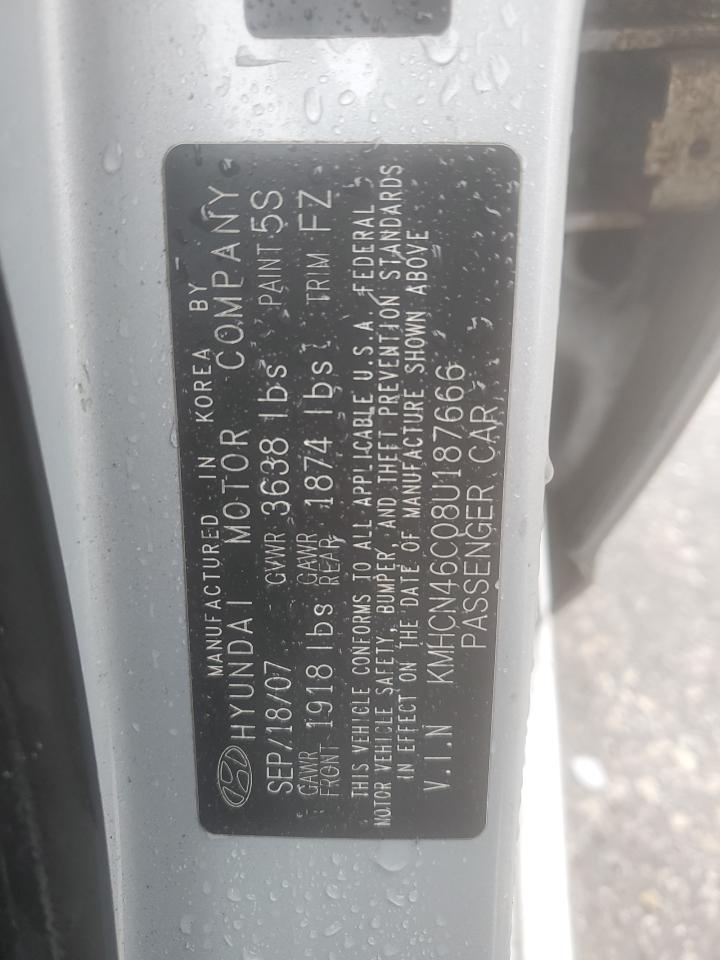 MANUFACTURED IN KOREA BY
HYUNDAI MOTOR COMPANY
SEP/18/07 GVWR 3638 lbs PAINT 5S
GAWR FRONT 1918 lbs GAWR REAR 1874 lbs TRIM FZ
THIS VEHICLE CONFORMS TO ALL APPLICABLE U.S.A. FEDERAL
MOTOR VEHICLE SAFETY, BUMPER, AND THEFT PREVENTION STANDARDS
IN EFFECT ON THE DATE OF MANUFACTURE SHOWN ABOVE
V.I.N KMHCN46C08U187666
PASSENGER CAR